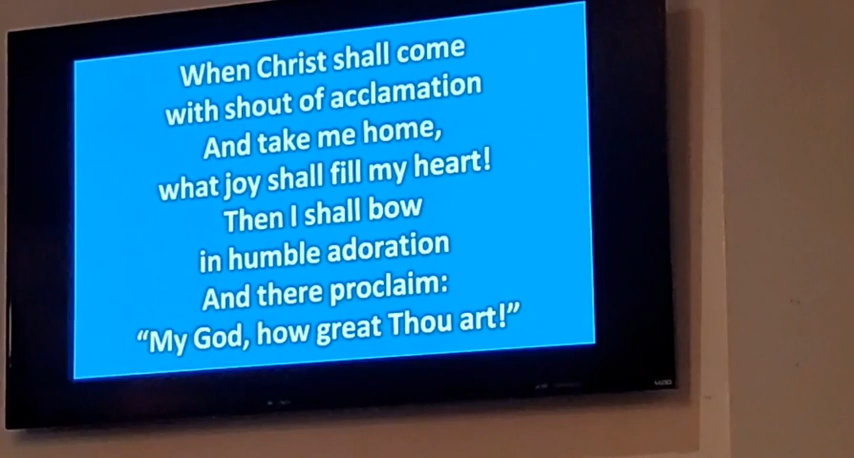 When Christ shall come
with shout of acclamation
And take me home,
what joy shall fill my heart!
Then I shall bow
in humble adoration
And there proclaim:
“My God, how great Thou art!”
VIZIO